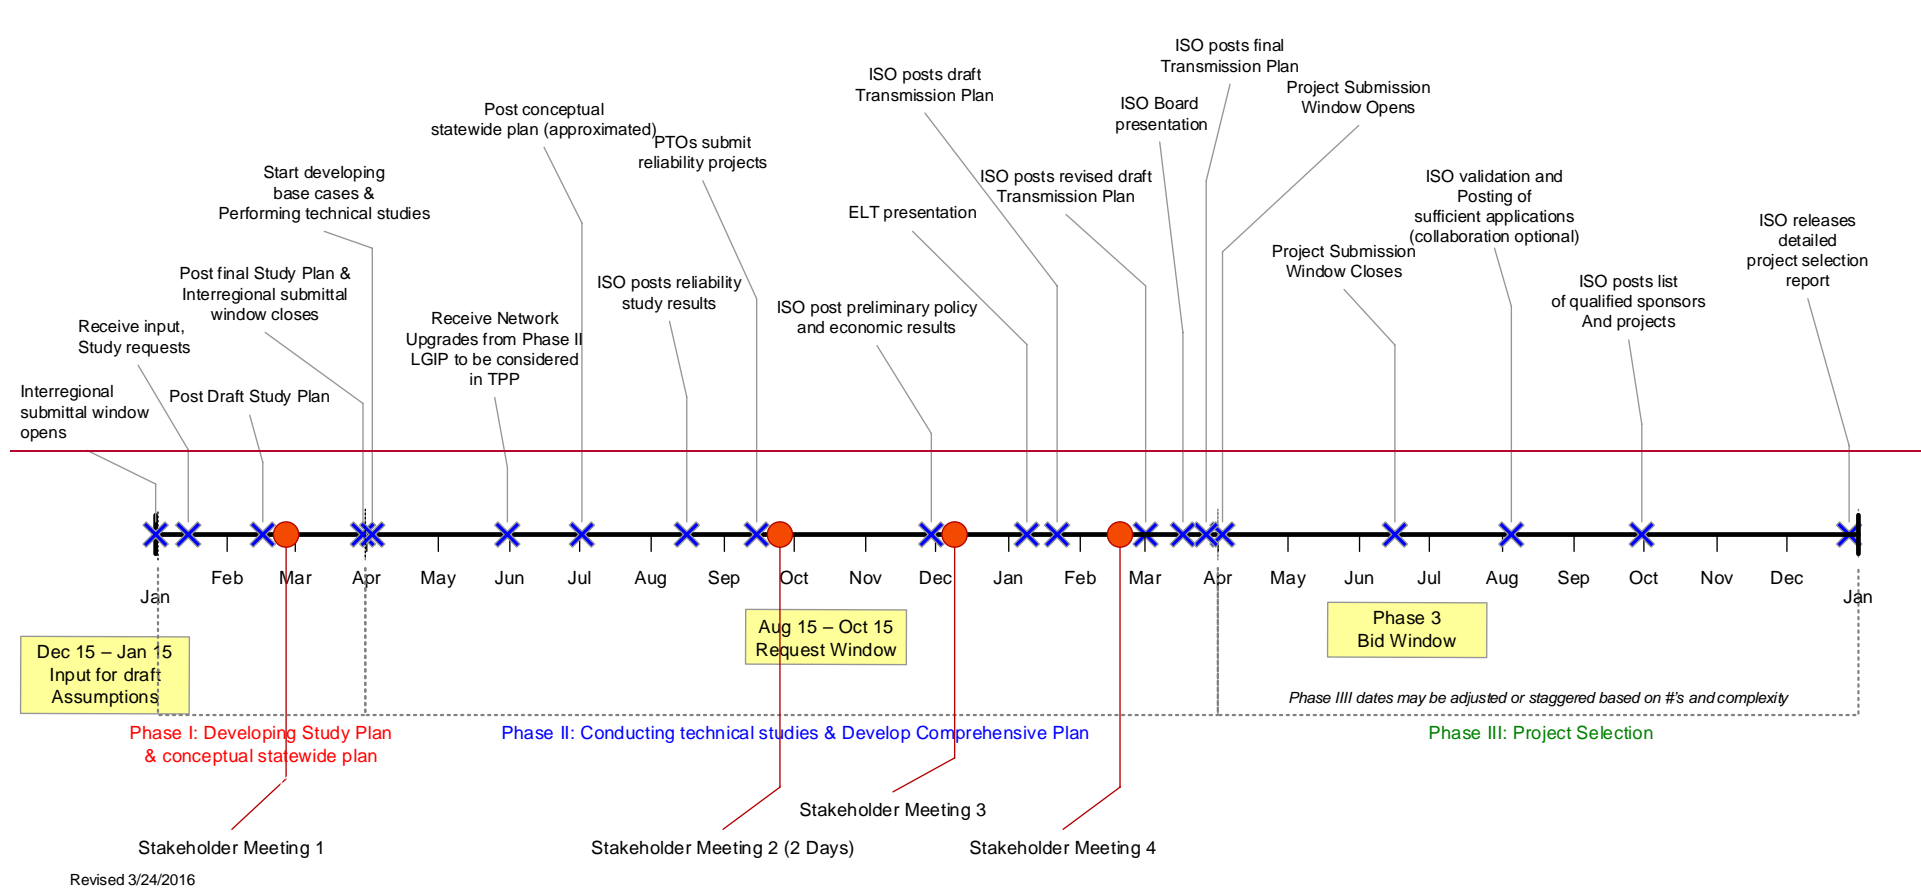 ISO posts final
Transmission Plan
ISO posts draft
Transmission Plan
Project Submission
Window Opens
ISO Board
presentation
Post conceptual
statewide plan (approximated)
PTOs submit
reliability projects
Start developing
base cases &
Performing technical studies
ISO posts revised draft
Transmission Plan
ISO validation and
Posting of
sufficient applications
(collaboration optional)
ELT presentation
ISO releases
detailed
project selection
report
Project Submission
Window Closes
Post final Study Plan &
Interregional submittal
window closes
ISO posts reliability
study results
ISO posts list
of qualified sponsors
And projects
ISO post preliminary policy
and economic results
Receive Network
Upgrades from Phase II
LGIP to be considered
in TPP
Receive input,
Study requests
Interregional
submittal window
opens
Post Draft Study Plan
Jan
Feb
Mar
Apr
May
Jun
Jul
Aug
Sep
Oct
Nov
Dec
Jan
Feb
Mar
Apr
May
Jun
Jul
Aug
Sep
Oct
Nov
Dec
Jan
Dec 15 – Jan 15
Input for draft
Assumptions
Aug 15 – Oct 15
Request Window
Phase 3
Bid Window
Phase IIII dates may be adjusted or staggered based on #'s and complexity
Phase I: Developing Study Plan
& conceptual statewide plan
Phase II: Conducting technical studies & Develop Comprehensive Plan
Phase III: Project Selection
Stakeholder Meeting 3
Stakeholder Meeting 1
Stakeholder Meeting 2 (2 Days)
Stakeholder Meeting 4
Revised 3/24/2016